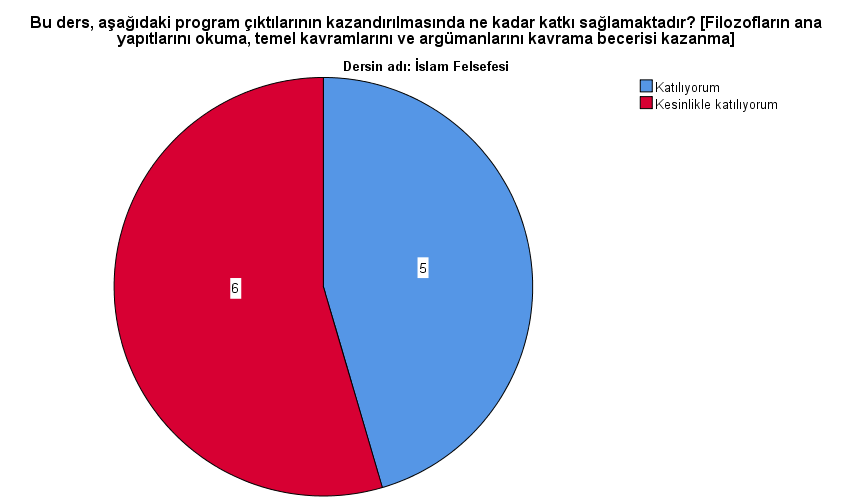 Bu ders, aşağıdaki program çıktılarının kazandırılmasında ne kadar katkı sağlamaktadır? [Filozofların ana
yapıtlarını okuma, temel kavramlarını ve argümanlarını kavrama becerisi kazanma]
Dersin adı: İslam Felsefesi
Katılıyorum
Kesinlikle katılıyorum
5
6